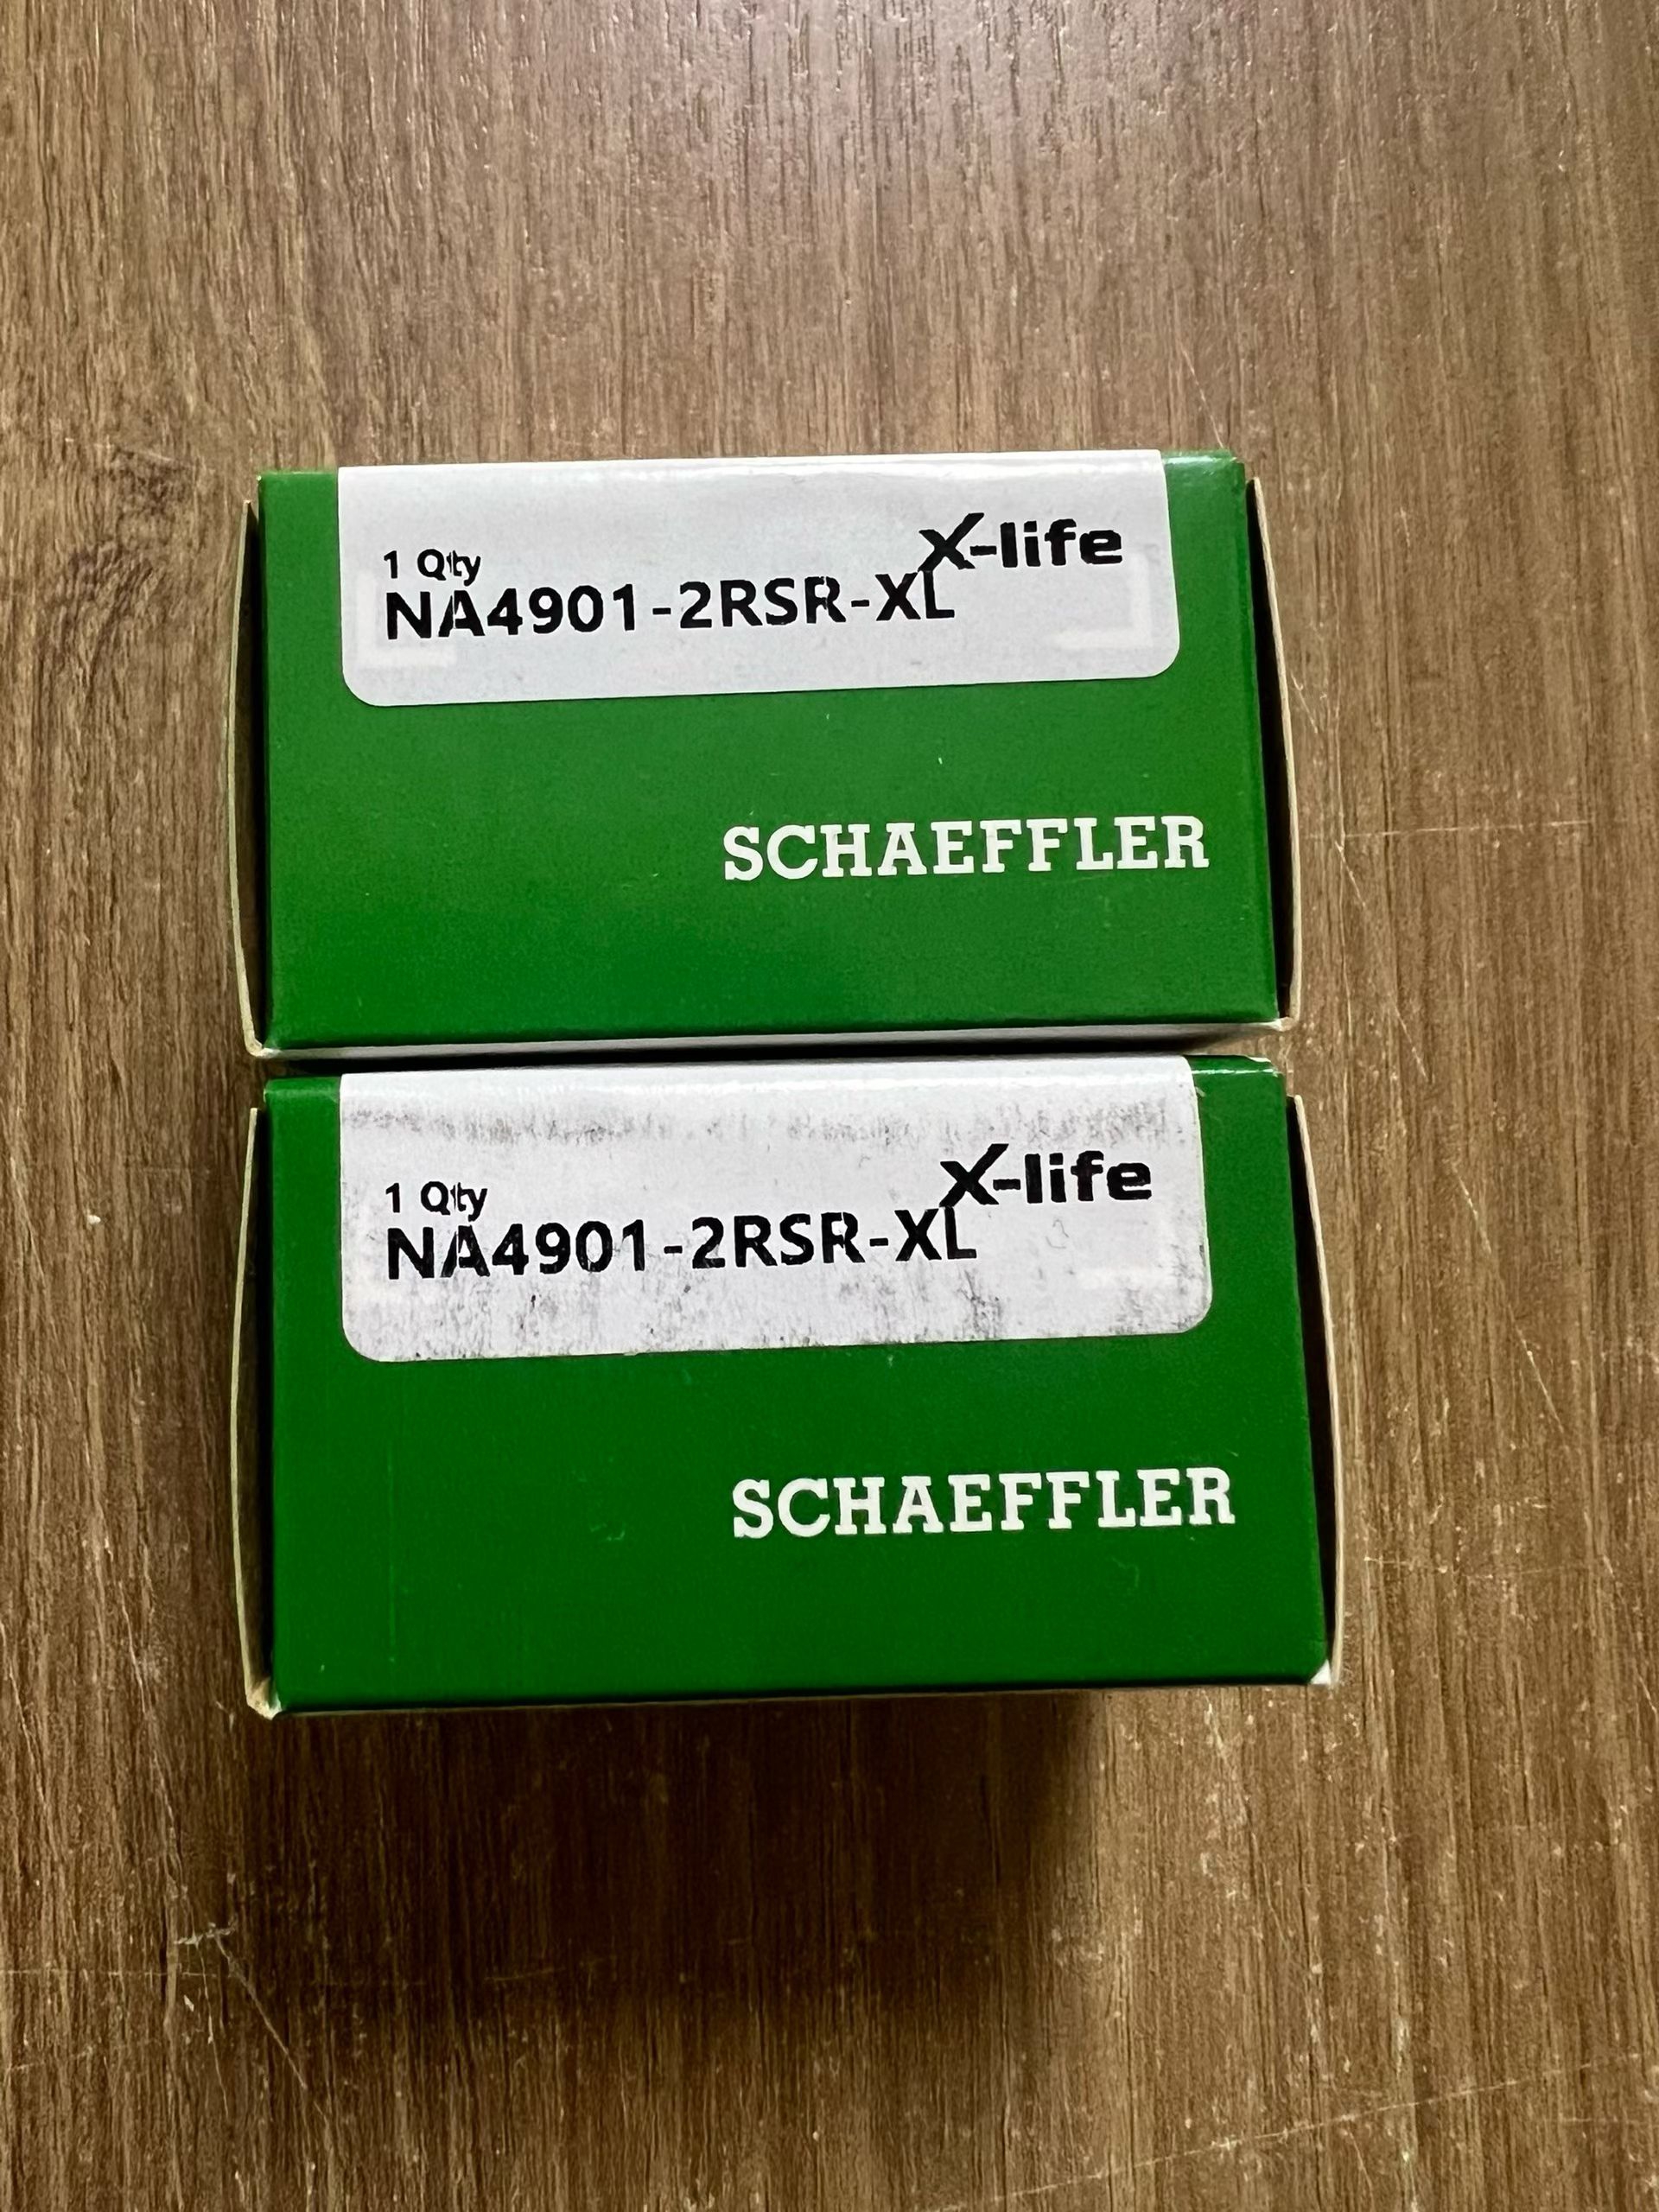 X-life
1 Qty
NA4901-2RSR-XL
SCHAEFFLER
X-life
1 Qty
NA4901-2RSR-XL
SCHAEFFLER